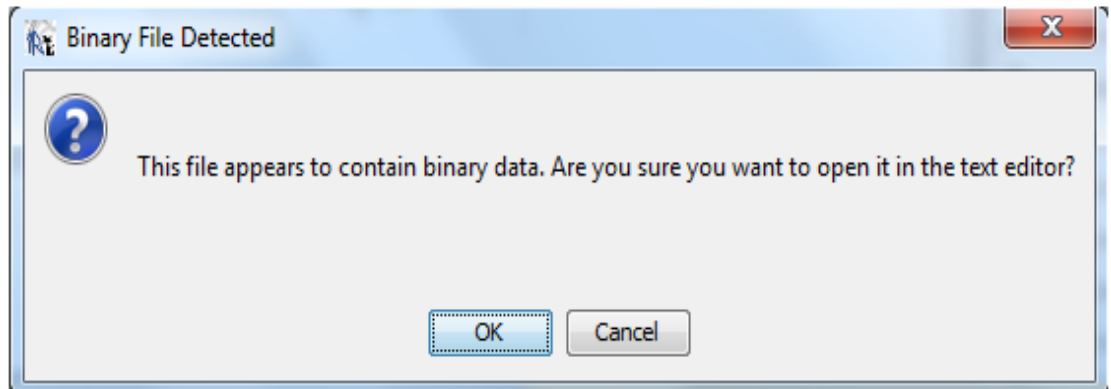 Binary File Detected
This file appears to contain binary data. Are you sure you want to open it in the text editor?
OK
Cancel